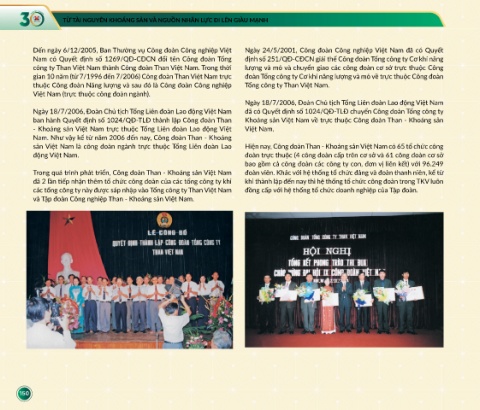 30
TỪ TÀI NGUYÊN KHOÁNG SẢN VÀ NGUỒN NHÂN LỰC ĐI LÊN GIÀU MẠNH
Đến ngày 6/12/2005, Ban Thường vụ Công đoàn Công nghiệp Việt
Nam có Quyết định số 1269/QĐ-CĐCN đổi tên Công đoàn Tổng
công ty Than Việt Nam thành Công đoàn Than Việt Nam. Trong thời
gian 10 năm (từ 7/1996 đến 7/2006) Công đoàn Than Việt Nam trực
thuộc Công đoàn Năng lượng và sau đó là Công đoàn Công nghiệp
Việt Nam (trực thuộc công đoàn ngành).
Ngày 18/7/2006, Đoàn Chủ tịch Tổng Liên đoàn Lao động Việt Nam
ban hành Quyết định số 1024/QĐ-TLĐ thành lập Công đoàn Than
- Khoáng sản Việt Nam trực thuộc Tổng Liên đoàn Lao động Việt
Nam. Như vậy kể từ năm 2006 đến nay, Công đoàn Than - Khoáng
sản Việt Nam là công đoàn ngành trực thuộc Tổng Liên đoàn Lao
động Việt Nam.
Trong quá trình phát triển, Công đoàn Than - Khoáng sản Việt Nam
đã 2 lần tiếp nhận thêm tổ chức công đoàn của các tổng công ty khi
các tổng công ty này được sáp nhập vào Tổng công ty Than Việt Nam
và Tập đoàn Công nghiệp Than - Khoáng sản Việt Nam.
Ngày 24/5/2001, Công đoàn Công nghiệp Việt Nam đã có Quyết
định số 251/QĐ-CĐCN giải thể Công đoàn Tổng công ty Cơ khí năng
lượng và mỏ và chuyển giao các công đoàn cơ sở trực thuộc Công
đoàn Tổng công ty Cơ khí năng lượng và mỏ về trực thuộc Công đoàn
Tổng công ty Than Việt Nam.
Ngày 18/7/2006, Đoàn Chủ tịch Tổng Liên đoàn Lao động Việt Nam
đã có Quyết định số 1024/QĐ-TLĐ chuyển Công đoàn Tổng công ty
Khoáng sản Việt Nam về trực thuộc Công đoàn Than - Khoáng sản
Việt Nam.
Hiện nay, Công đoàn Than - Khoáng sản Việt Nam có 65 tổ chức công
đoàn trực thuộc (4 công đoàn cấp trên cơ sở và 61 công đoàn cơ sở
bao gồm cả công đoàn các công ty con, đơn vị liên kết) với 96.249
đoàn viên. Khác với hệ thống tổ chức đảng và đoàn thanh niên, kể từ
khi thành lập đến nay thì hệ thống tổ chức công đoàn trong TKV luôn
đồng cấp với hệ thống tổ chức doanh nghiệp của Tập đoàn.
LỄ CÔNG BỐ
QUYẾT ĐỊNH THÀNH LẬP CÔNG ĐOÀN TỔNG CÔNG TY
THAN VIỆT NAM
CÔNG ĐOÀN TỔNG CÔNG TY THAN VIỆT NAM
HỘI NGHỊ
TỔNG KẾT PHONG TRÀO THI ĐUA
CHÀO MỪNG ĐẠI HỘI IX CÔNG ĐOÀN VIỆT NAM
150